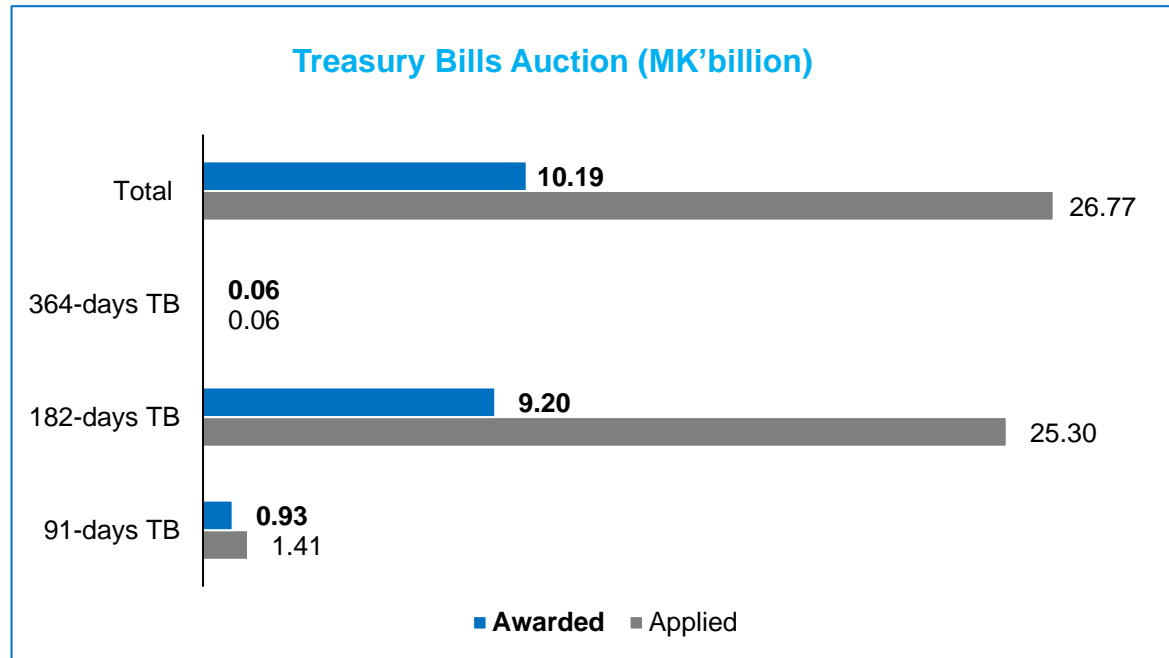 Treasury Bills Auction (MK’billion)
Total
10.19
26.77
364-days TB
0.06
0.06
182-days TB
9.20
25.30
91-days TB
0.93
1.41
Awarded Applied